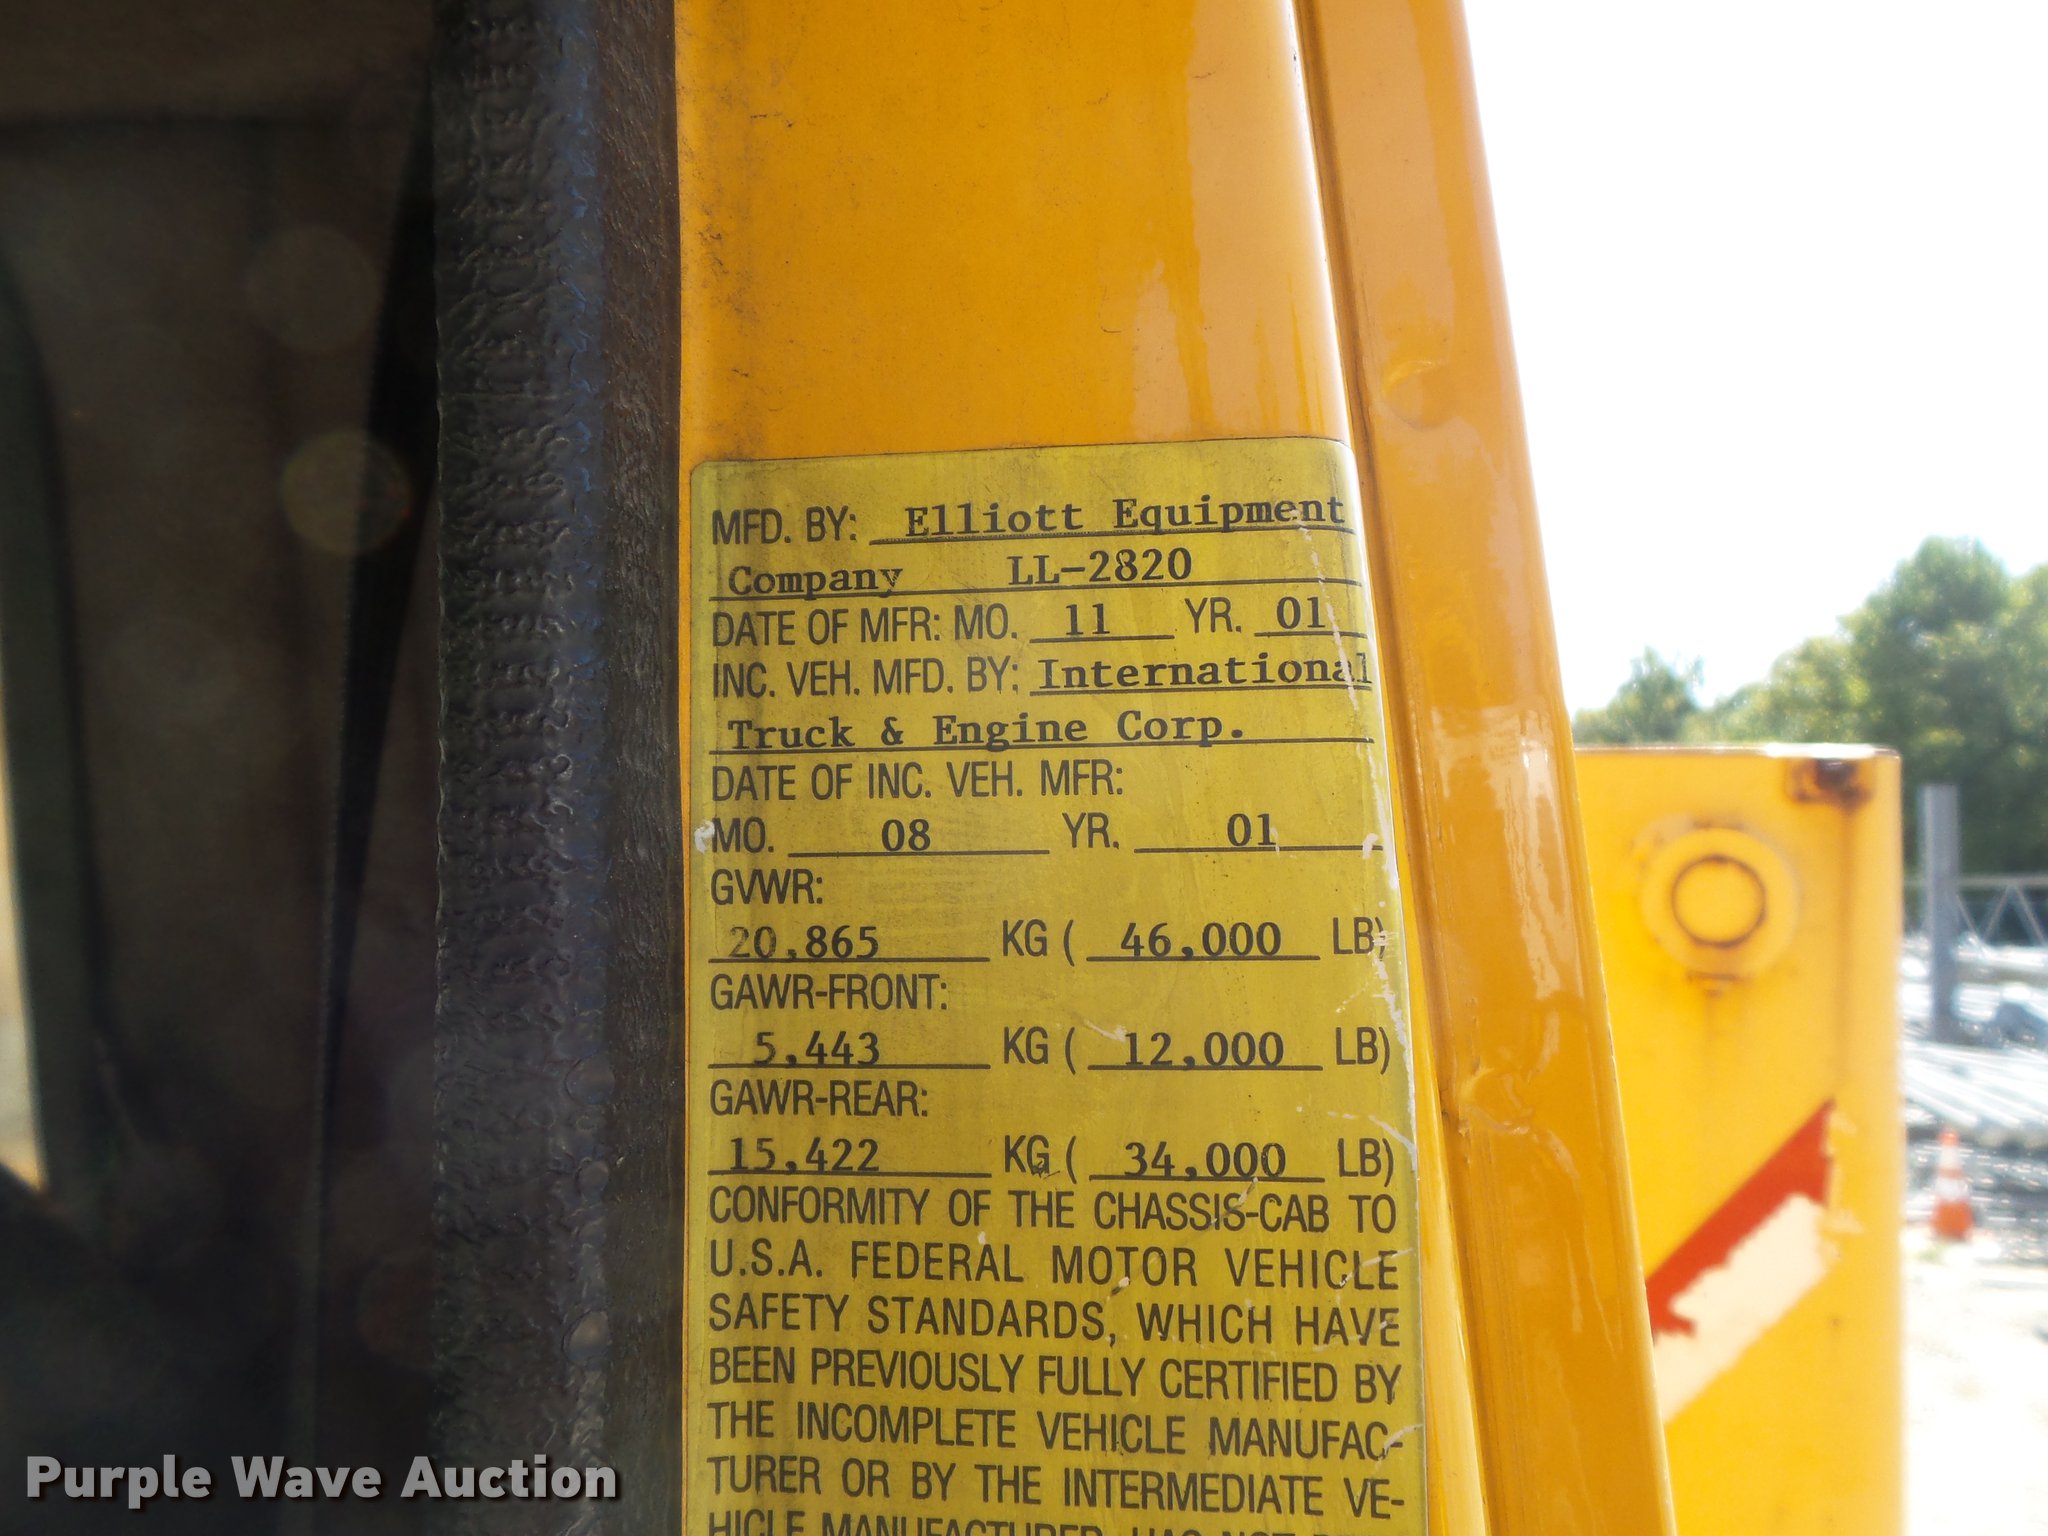 MFD. BY: Elliott Equipment
Company LL-2820
DATE OF MFR: MO. 11 YR. 01
INC. VEH. MFD. BY: International
Truck & Engine Corp.
DATE OF INC. VEH. MFR:
MO. 08 YR. 01
GVWR:
20,865 KG ( 46,000 LB)
GAWR-FRONT:
5,443 KG ( 12,000 LB)
GAWR-REAR:
15,422 KG ( 34,000 LB)
CONFORMITY OF THE CHASSIS-CAB TO
U.S.A. FEDERAL MOTOR VEHICLE
SAFETY STANDARDS, WHICH HAVE
BEEN PREVIOUSLY FULLY CERTIFIED BY
THE INCOMPLETE VEHICLE MANUFAC-
TURER OR BY THE INTERMEDIATE VE-
HICLE MANUFACTURER, HAS NOT
Purple Wave Auction